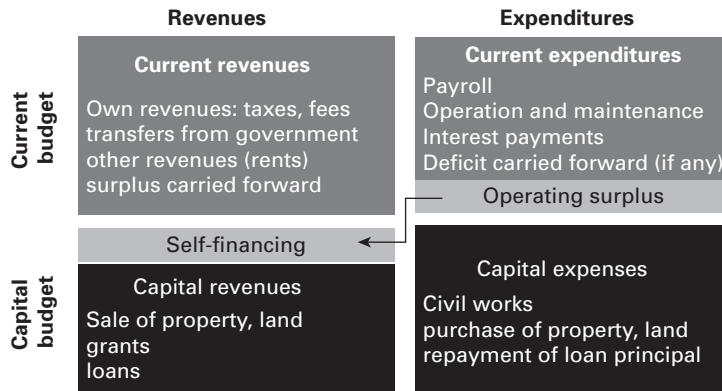 Revenues
Expenditures
Current budget
Current revenues
Own revenues: taxes, fees
transfers from government
other revenues (rents)
surplus carried forward
Current expenditures
Payroll
Operation and maintenance
Interest payments
Deficit carried forward (if any)
Operating surplus
Self-financing
Capital budget
Capital revenues
Sale of property, land
grants
loans
Capital expenses
Civil works
purchase of property, land
repayment of loan principal